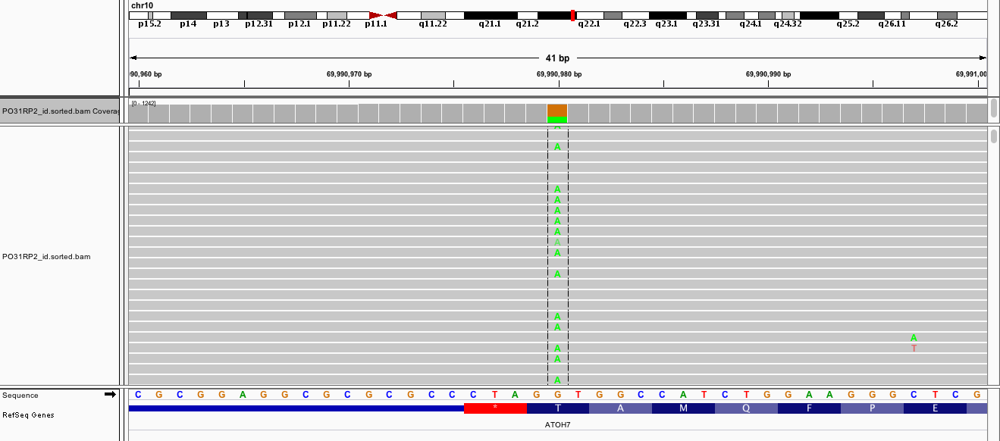 chr10
p15.2 p14 p13 p12.31 p12.1 p11.22 p11.1 q11.22 q21.1 q21.2 q22.1 q22.3 q23.1 q23.31 q24.1 q24.32 q25.2 q26.11 q26.2
41 bp
90,960 bp 69,990,970 bp 69,990,980 bp 69,990,990 bp 69,991,00
[0 - 1242]
PO31RP2_id.sorted.bam Coverag
A
A
A
A
A
A
A
A
A
A
A
A
PO31RP2_id.sorted.bam
A
T
A
A
Sequence
C G C G G A G G C G C G C G C C C T A G G T G G C C A T C T G G A A G G G C T C G
RefSeq Genes
* T A M Q F P E
ATOH7